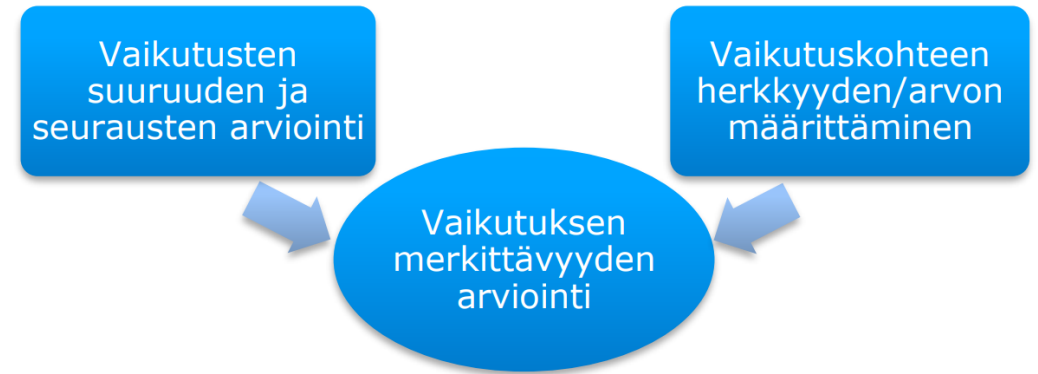 Vaikutusten
suuruuden ja
seurausten arviointi
Vaikutuskohteen
herkkyyden/arvon
määrittäminen
Vaikutuksen
merkittävyyden
arviointi